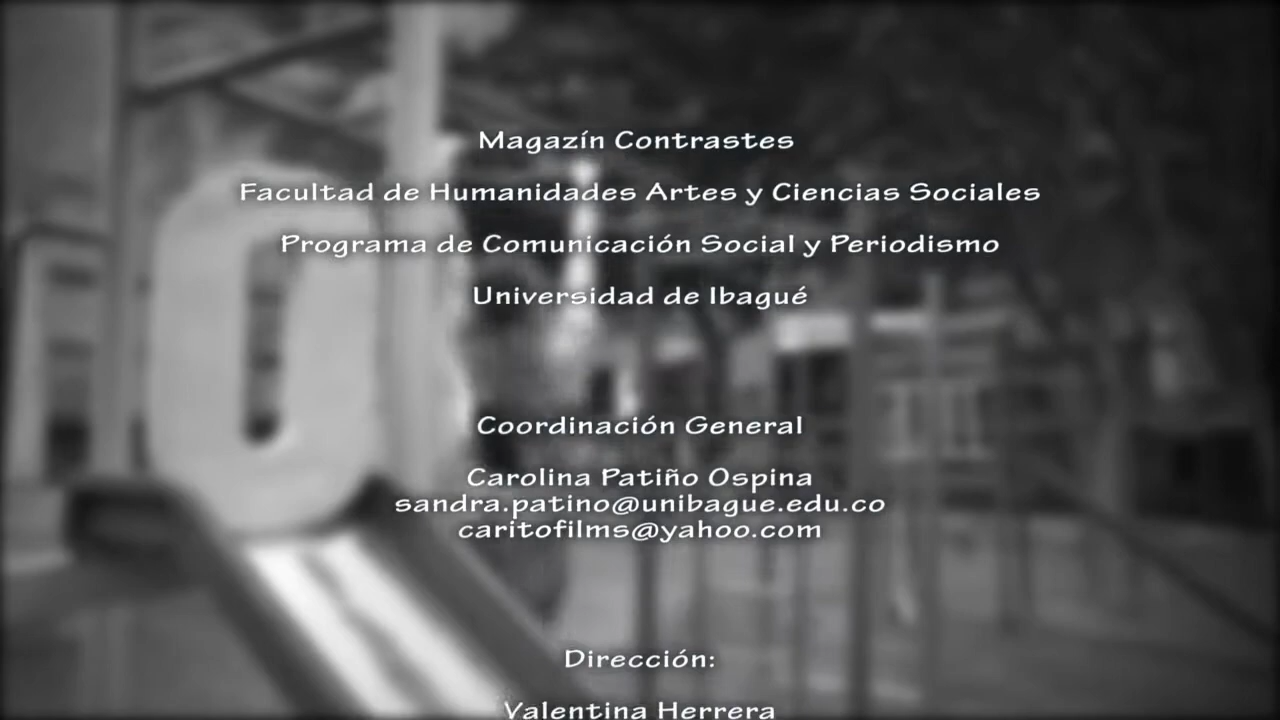 Magazín Contrastes
Facultad de Humanidades Artes y Ciencias Sociales
Programa de Comunicación Social y Periodismo
Universidad de Ibagué
Coordinación General
Carolina Patiño Ospina
sandra.patino@unibague.edu.co
caritofilms@yahoo.com
Dirección:
Valentina Herrera